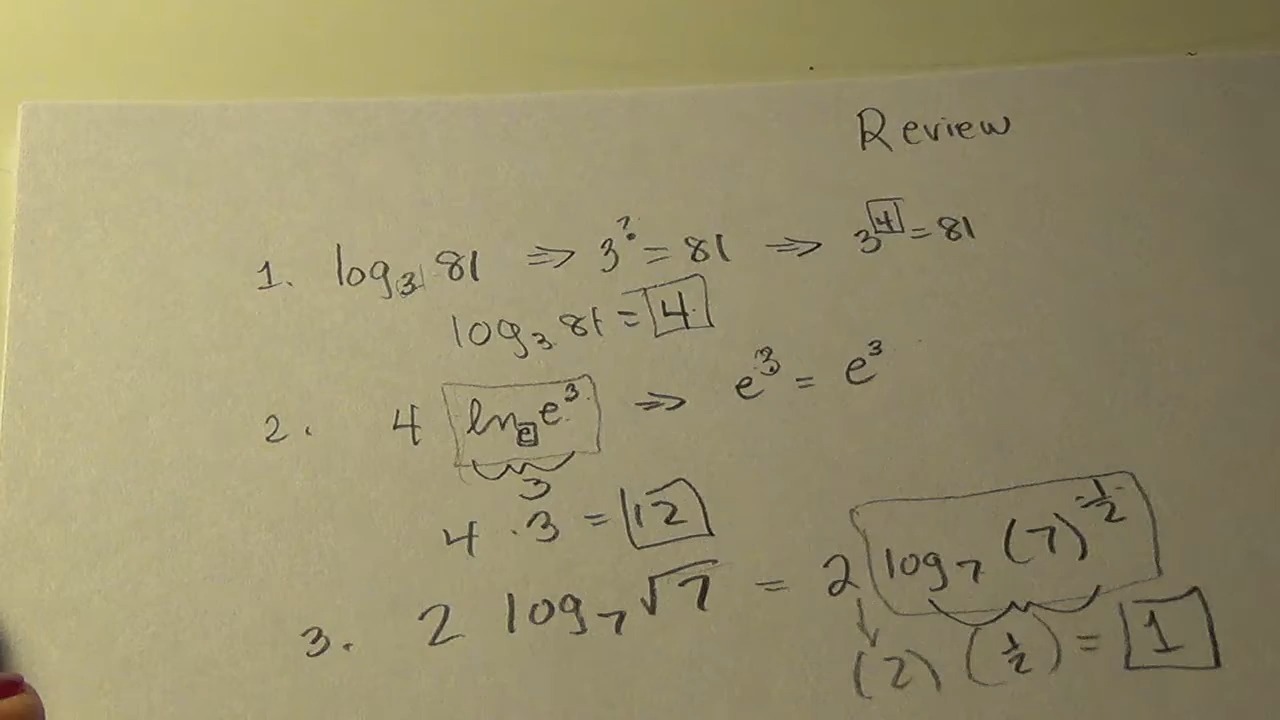 Review
1. log₃ 81 ⇒ 3^? = 81 ⇒ 3^4 = 81
log₃ 81 = 4
2. 4 lnₑ e³ ⇒ e³ = e³
3
4 · 3 = 12
3. 2 log₇ √7 = 2 log₇ (7)^½
(2) (½) = 1